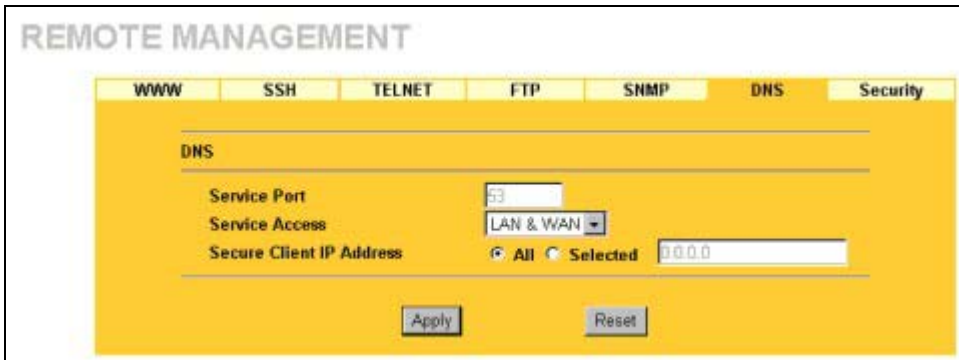 REMOTE MANAGEMENT
WWW SSH TELNET FTP SNMP DNS Security
DNS
Service Port 53
Service Access LAN & WAN
Secure Client IP Address All Selected 0.0.0.0
Apply Reset